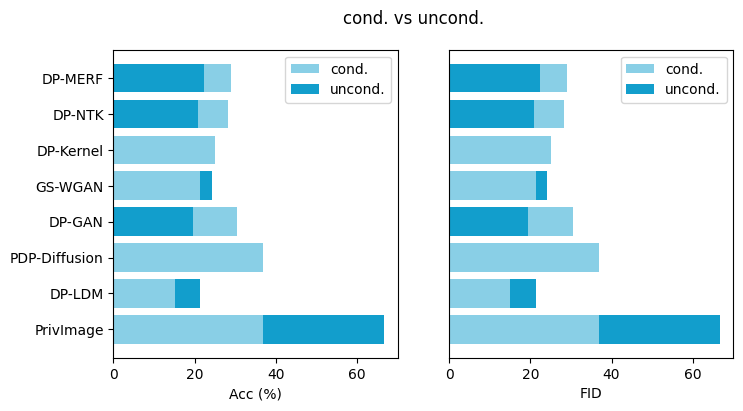 cond. vs uncond.
DP-MERF
DP-NTK
DP-Kernel
GS-WGAN
DP-GAN
PDP-Diffusion
DP-LDM
PrivImage
cond.
uncond.
0 20 40 60
Acc (%)
cond.
uncond.
0 20 40 60
FID